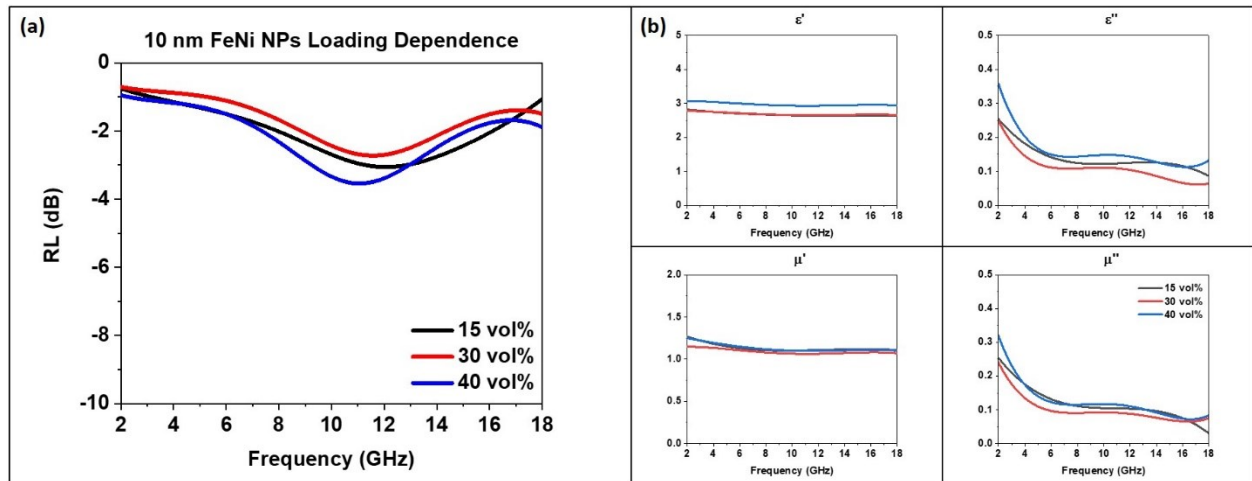 (a)
10 nm FeNi NPs Loading Dependence
0
-2
-4
-6
-8
-10
RL (dB)
2 4 6 8 10 12 14 16 18
Frequency (GHz)
15 vol%
30 vol%
40 vol%
(b)
ε'
5
4
3
2
1
0
2 4 6 8 10 12 14 16 18
Frequency (GHz)
ε''
0.5
0.4
0.3
0.2
0.1
0.0
2 4 6 8 10 12 14 16 18
Frequency (GHz)
μ'
2.0
1.5
1.0
0.5
0.0
2 4 6 8 10 12 14 16 18
Frequency (GHz)
μ''
0.5
0.4
0.3
0.2
0.1
0.0
15 vol%
30 vol%
40 vol%
2 4 6 8 10 12 14 16 18
Frequency (GHz)